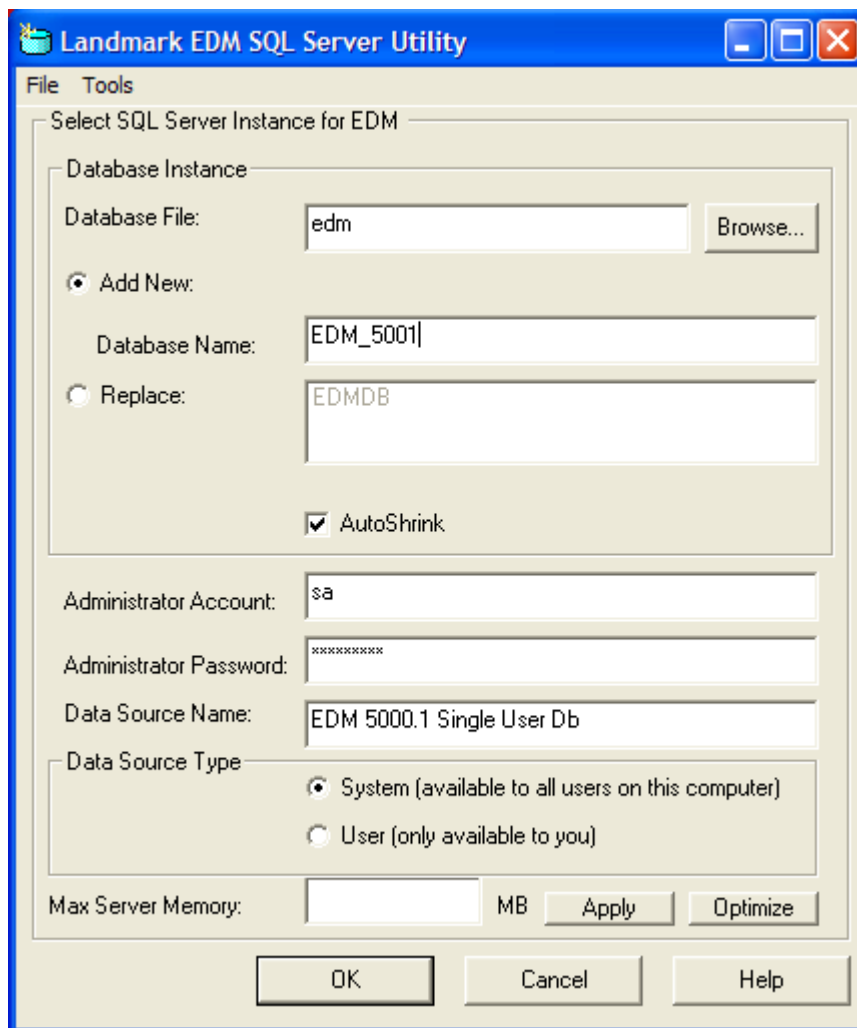 Landmark EDM SQL Server Utility
File Tools
Select SQL Server Instance for EDM
Database Instance
Database File: edm Browse...
Add New:
Database Name: EDM_5001
Replace: EDMDB
AutoShrink
Administrator Account: sa
Administrator Password: *********
Data Source Name: EDM 5000.1 Single User Db
Data Source Type
System (available to all users on this computer)
User (only available to you)
Max Server Memory: MB Apply Optimize
OK Cancel Help